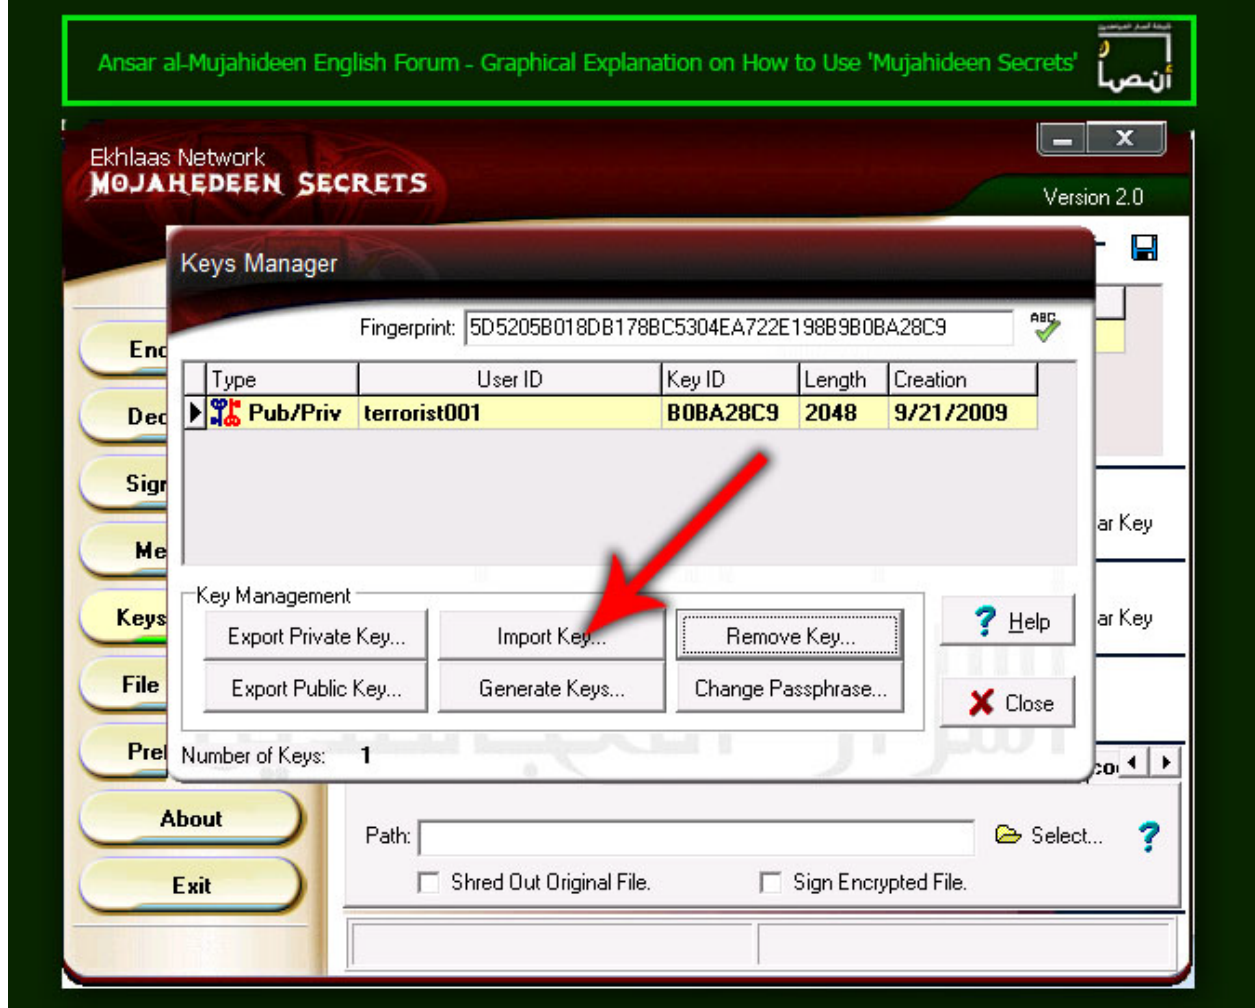 Ansar al-Mujahideen English Forum - Graphical Explanation on How to Use 'Mujahideen Secrets'
أنصار
Ekhlaas Network
MOJAHEDEEN SECRETS
Version 2.0
Keys Manager
Fingerprint: 5D5205B018DB178BC5304EA722E198B9B0BA28C9
ABC
Type User ID Key ID Length Creation
Pub/Priv terrorist001 B0BA28C9 2048 9/21/2009
Key Management
Export Private Key... Import Key... Remove Key...
Export Public Key... Generate Keys... Change Passphrase...
Help
Close
Number of Keys: 1
Enc
Dec
Sign
Me
Keys
File
Pref
About
Exit
ar Key
ar Key
Path: Select... ?
Shred Out Original File. Sign Encrypted File.